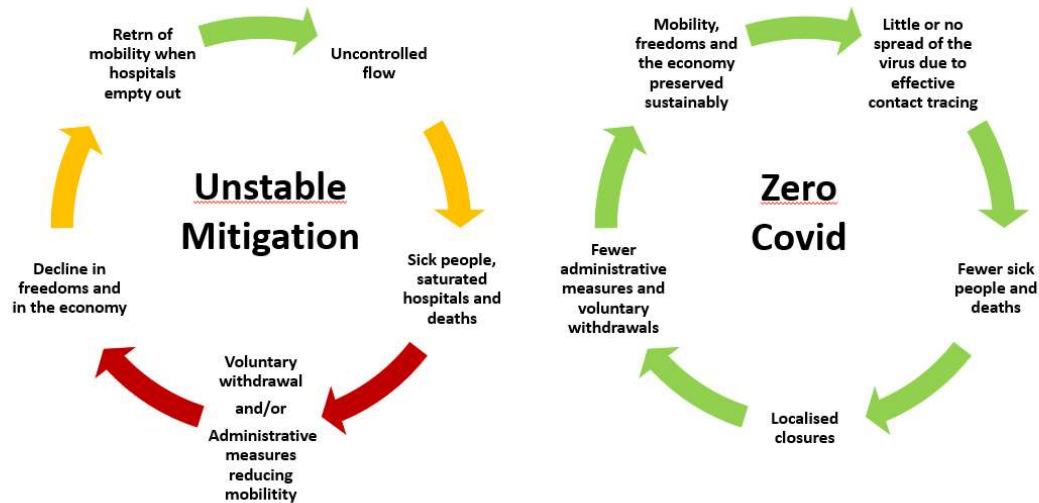 Retrn of
mobility when
hospitals
empty out
Uncontrolled
flow
Sick people,
saturated
hospitals and
deaths
Voluntary
withdrawal
and/or
Administrative
measures
reducing
mobilitity
Decline in
freedoms and
in the economy
Unstable
Mitigation
Mobility,
freedoms and
the economy
preserved
sustainably
Little or no
spread of the
virus due to
effective
contact tracing
Fewer sick
people and
deaths
Localised
closures
Fewer
administrative
measures and
voluntary
withdrawals
Zero
Covid